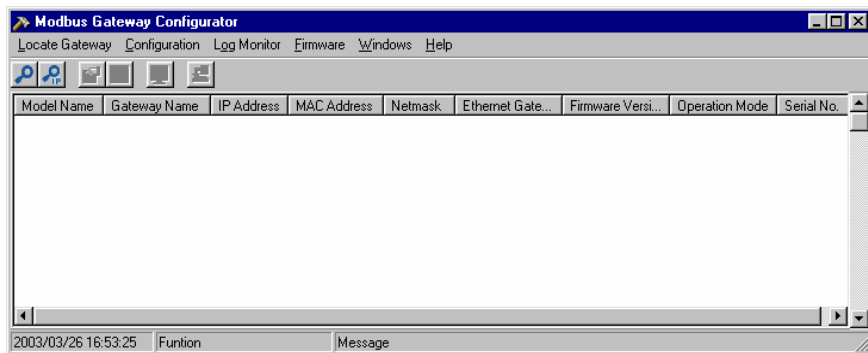 Modbus Gateway Configurator
Locate Gateway Configuration Log Monitor Firmware Windows Help
IP
Model Name Gateway Name IP Address MAC Address Netmask Ethernet Gate... Firmware Versi... Operation Mode Serial No.
2003/03/26 16:53:25 Funtion Message